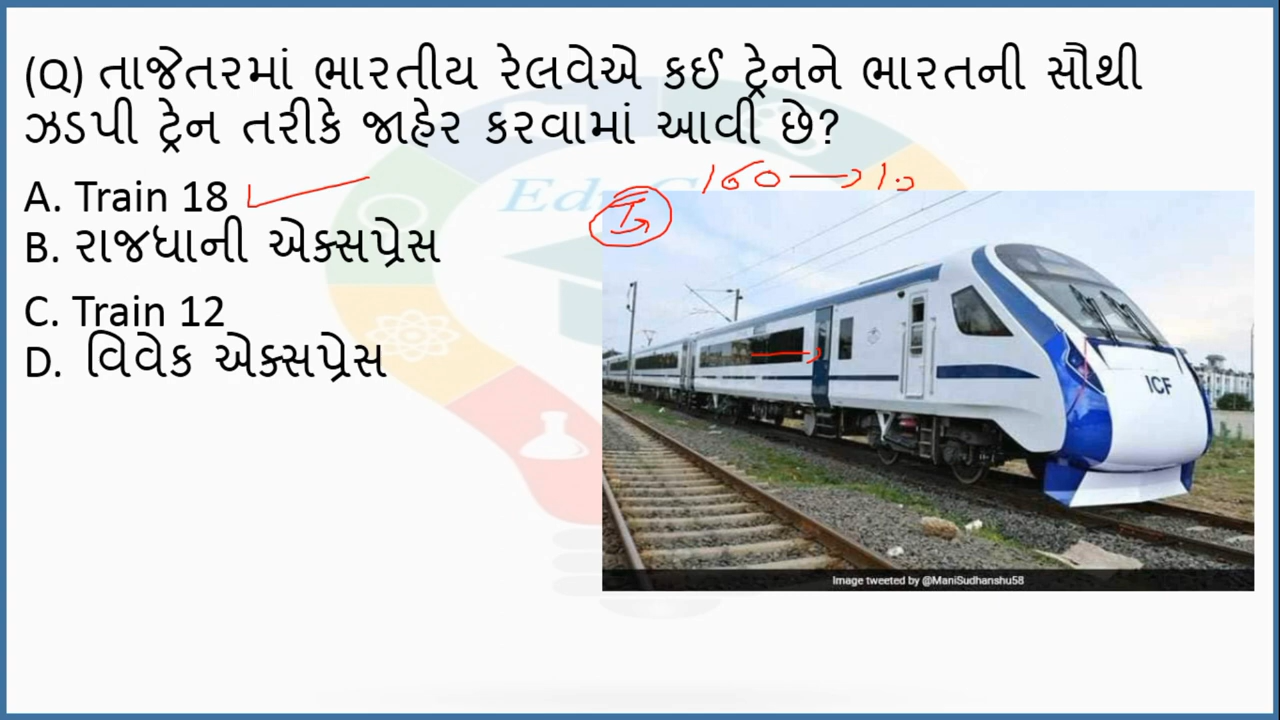 (Q) તાજેતરમાં ભારતીય રેલવેએ કઈ ટ્રેનને ભારતની સૌથી
ઝડપી ટ્રેન તરીકે જાહેર કરવામાં આવી છે?
A. Train 18
B. રાજધાની એક્સપ્રેસ
C. Train 12
D. વિવેક એક્સપ્રેસ
160
ICF
Image tweeted by @ManiSudhanshu58